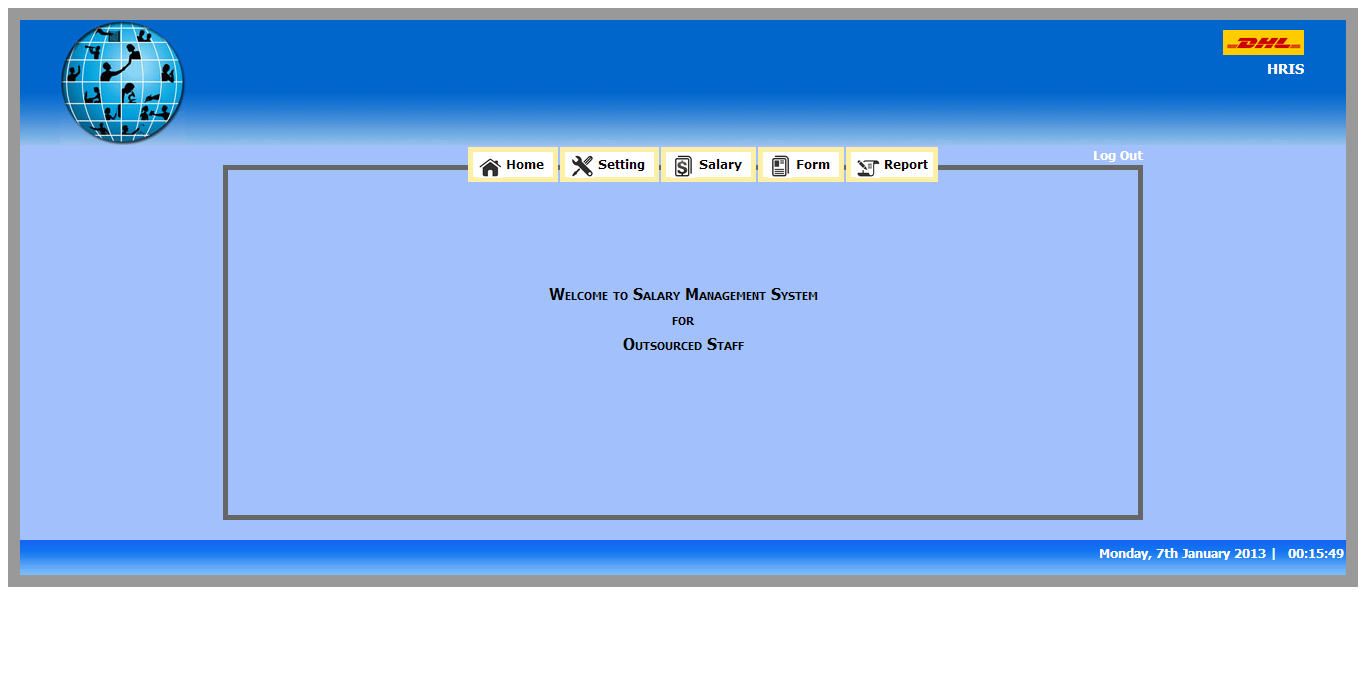 DHL
HRIS
Home Setting Salary Form Report
Log Out
Welcome to Salary Management System
for
Outsourced Staff
Monday, 7th January 2013 | 00:15:49